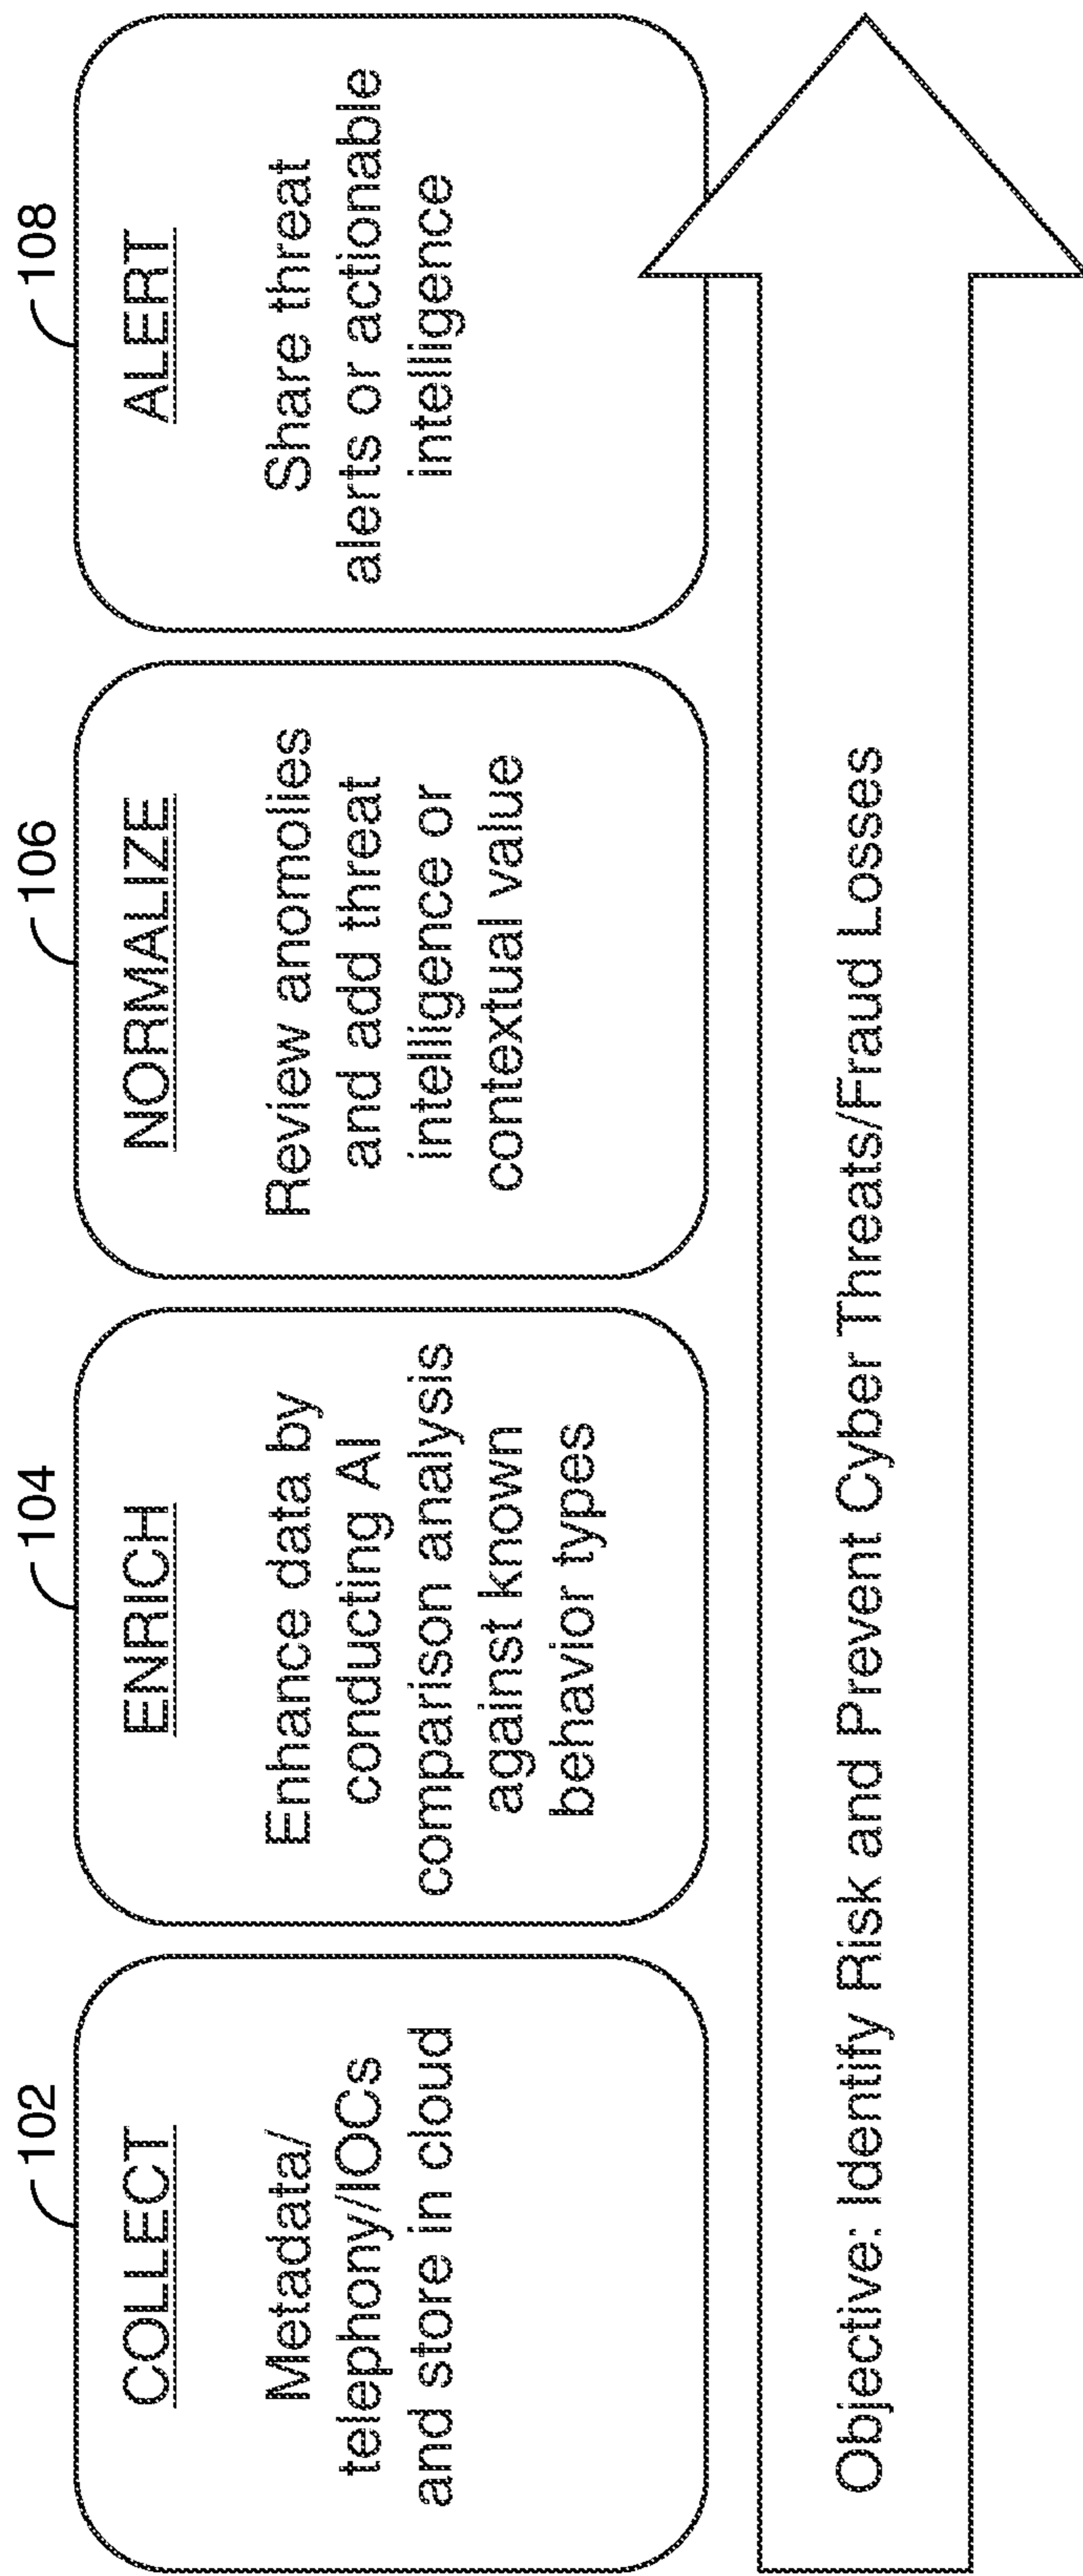 102
COLLECT
Metadata/
telephony/IOCs
and store in cloud
104
ENRICH
Enhance data by
conducting AI
comparison analysis
against known
behavior types
106
NORMALIZE
Review anomolies
and add threat
intelligence or
contextual value
108
ALERT
Share threat
alerts or actionable
intelligence
Objective: Identify Risk and Prevent Cyber Threats/Fraud Losses